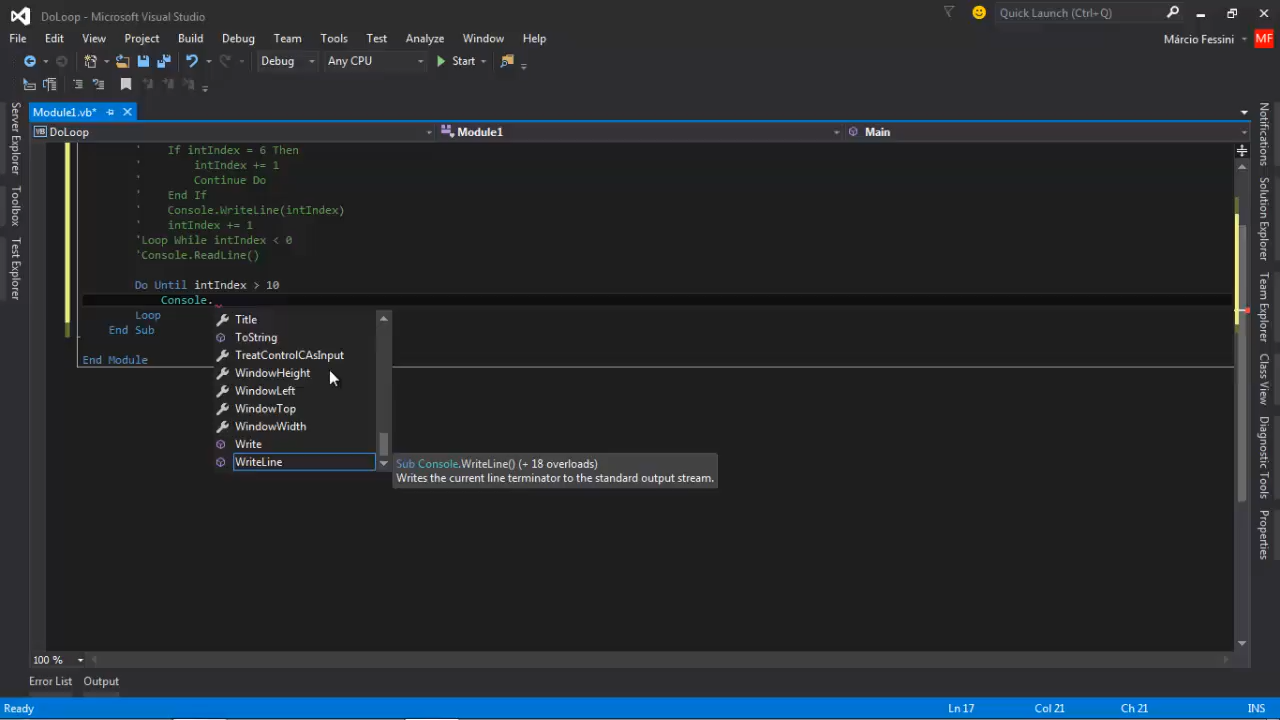 DoLoop - Microsoft Visual Studio
Quick Launch (Ctrl+Q)
File Edit View Project Build Debug Team Tools Test Analyze Window Help
Márcio Fessini MF
Debug Any CPU Start
Module1.vb*
VB DoLoop Module1 Main
' If intIndex = 6 Then
' intIndex += 1
' Continue Do
' End If
' Console.WriteLine(intIndex)
' intIndex += 1
'Loop While intIndex < 0
'Console.ReadLine()
Do Until intIndex > 10
Console.
Loop
End Sub
End Module
Title
ToString
TreatControlCAsInput
WindowHeight
WindowLeft
WindowTop
WindowWidth
Write
WriteLine
Sub Console.WriteLine() (+ 18 overloads)
Writes the current line terminator to the standard output stream.
Server Explorer
Toolbox
Test Explorer
Notifications
Solution Explorer
Team Explorer
Class View
Diagnostic Tools
Properties
100 %
Error List Output
Ready Ln 17 Col 21 Ch 21 INS